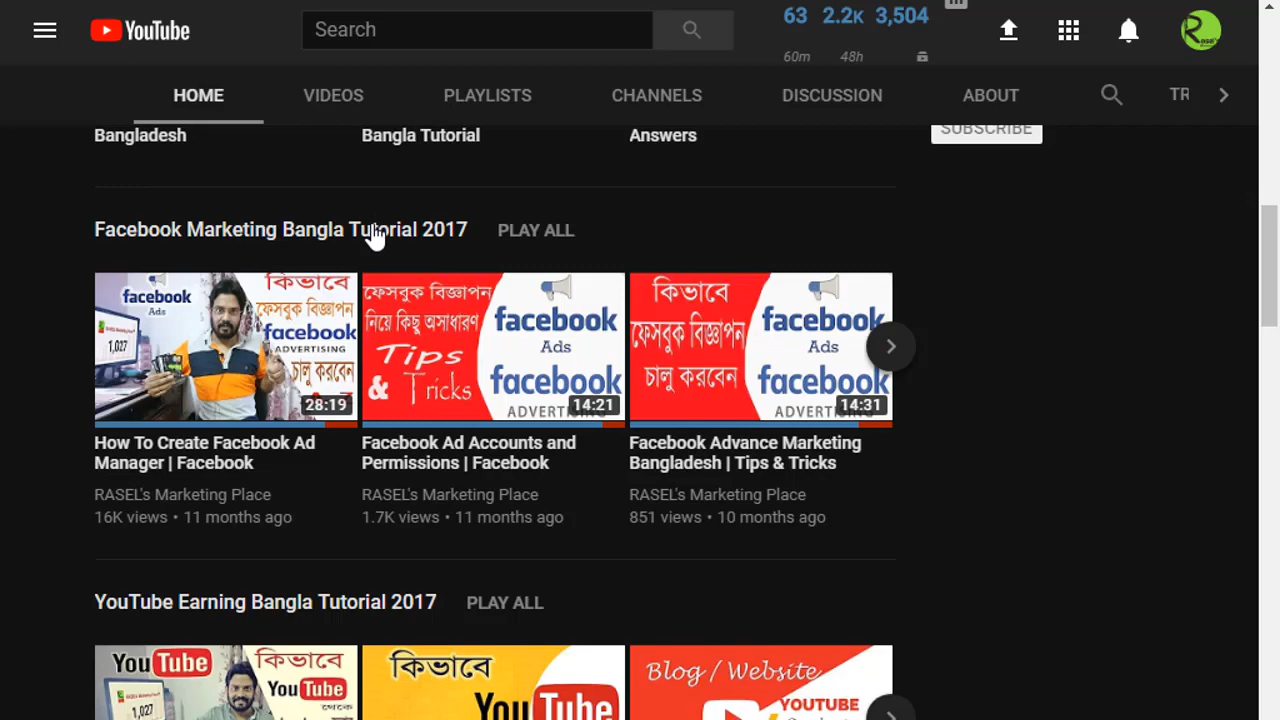 YouTube
Search
63 2.2K 3,504
60m 48h
HOME VIDEOS PLAYLISTS CHANNELS DISCUSSION ABOUT TR
Bangladesh
Bangla Tutorial
Answers
SUBSCRIBE
Facebook Marketing Bangla Tutorial 2017 PLAY ALL
facebook
Ads
1,027
কিভাবে
ফেসবুক বিজ্ঞাপন
facebook
ADVERTISING
চালু করবেন
28:19
ফেসবুক বিজ্ঞাপন
নিয়ে কিছু অসাধারণ
Tips
& Tricks
facebook
Ads
facebook
ADVERTISING
14:21
কিভাবে
ফেসবুক বিজ্ঞাপন
চালু করবেন
facebook
Ads
facebook
ADVERTISING
14:31
How To Create Facebook Ad
Manager | Facebook
RASEL's Marketing Place
16K views • 11 months ago
Facebook Ad Accounts and
Permissions | Facebook
RASEL's Marketing Place
1.7K views • 11 months ago
Facebook Advance Marketing
Bangladesh | Tips & Tricks
RASEL's Marketing Place
851 views • 10 months ago
YouTube Earning Bangla Tutorial 2017 PLAY ALL
YouTube
1,027
কিভাবে
YouTube
থেকে
কিভাবে
YouTube
Blog / Website
YOUTUBE